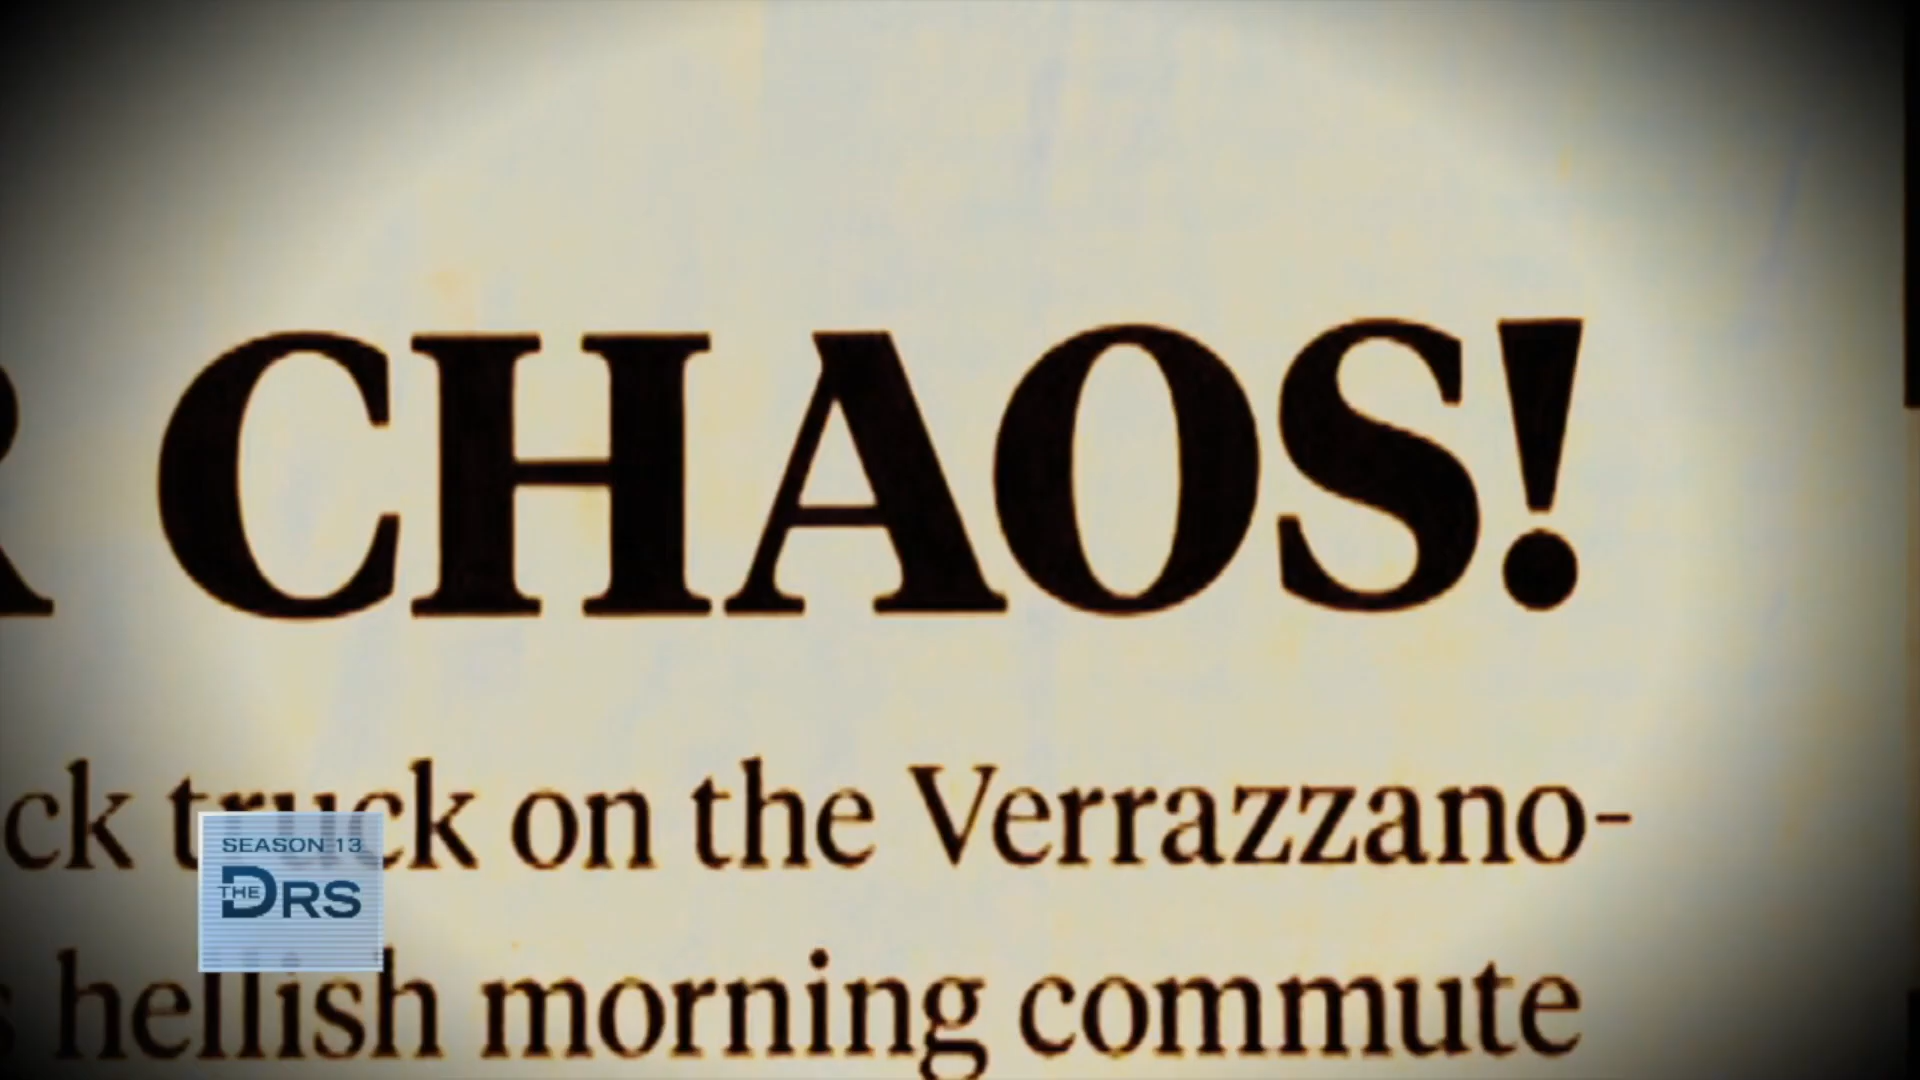 R CHAOS!
ck truck on the Verrazzano-
SEASON 13
THE DRS
s hellish morning commute